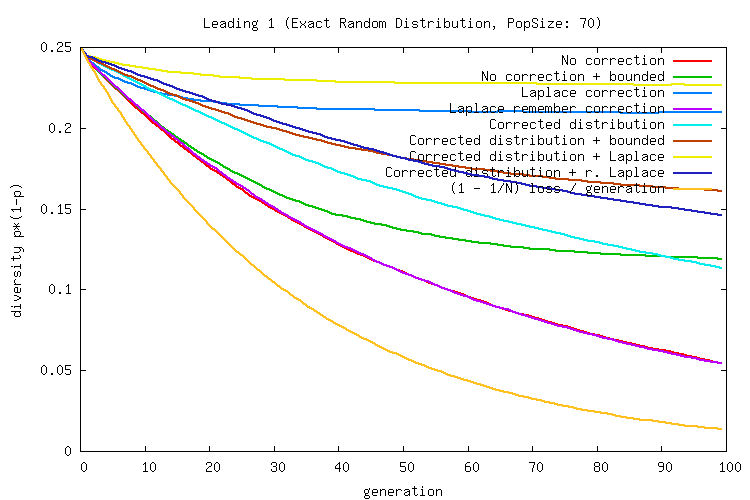 Leading 1 (Exact Random Distribution, PopSize: 70)
0.25
No correction
No correction + bounded
Laplace correction
Laplace remember correction
Corrected distribution
Corrected distribution + bounded
Corrected distribution + Laplace
Corrected distribution + r. Laplace
(1 - 1/N) loss / generation
0.2
0.15
0.1
0.05
0
diversity p*(1-p)
0 10 20 30 40 50 60 70 80 90 100
generation